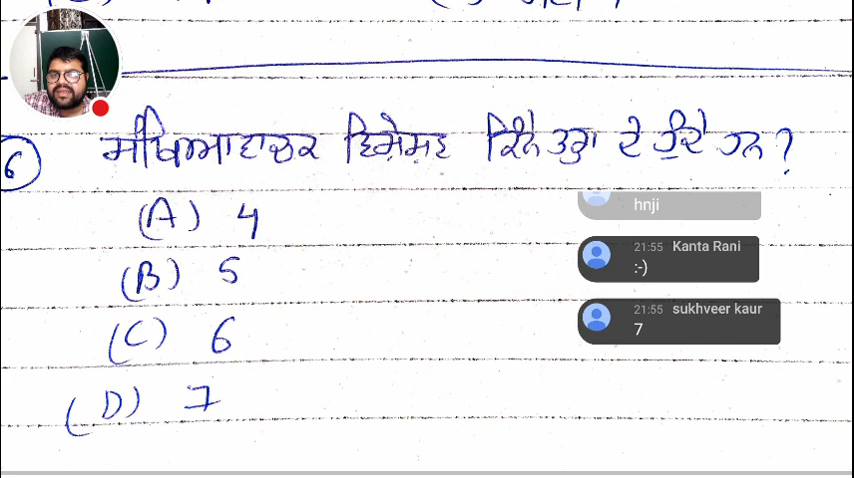 6 ਸੰਖਿਆਵਾਚਕ ਵਿਸ਼ੇਸ਼ਣ ਕਿੰਨੇ ਤਰ੍ਹਾਂ ਦੇ ਹੁੰਦੇ ਹਨ?
(A) 4
(B) 5
(C) 6
(D) 7
hnji
21:55 Kanta Rani
:-)
21:55 sukhveer kaur
7